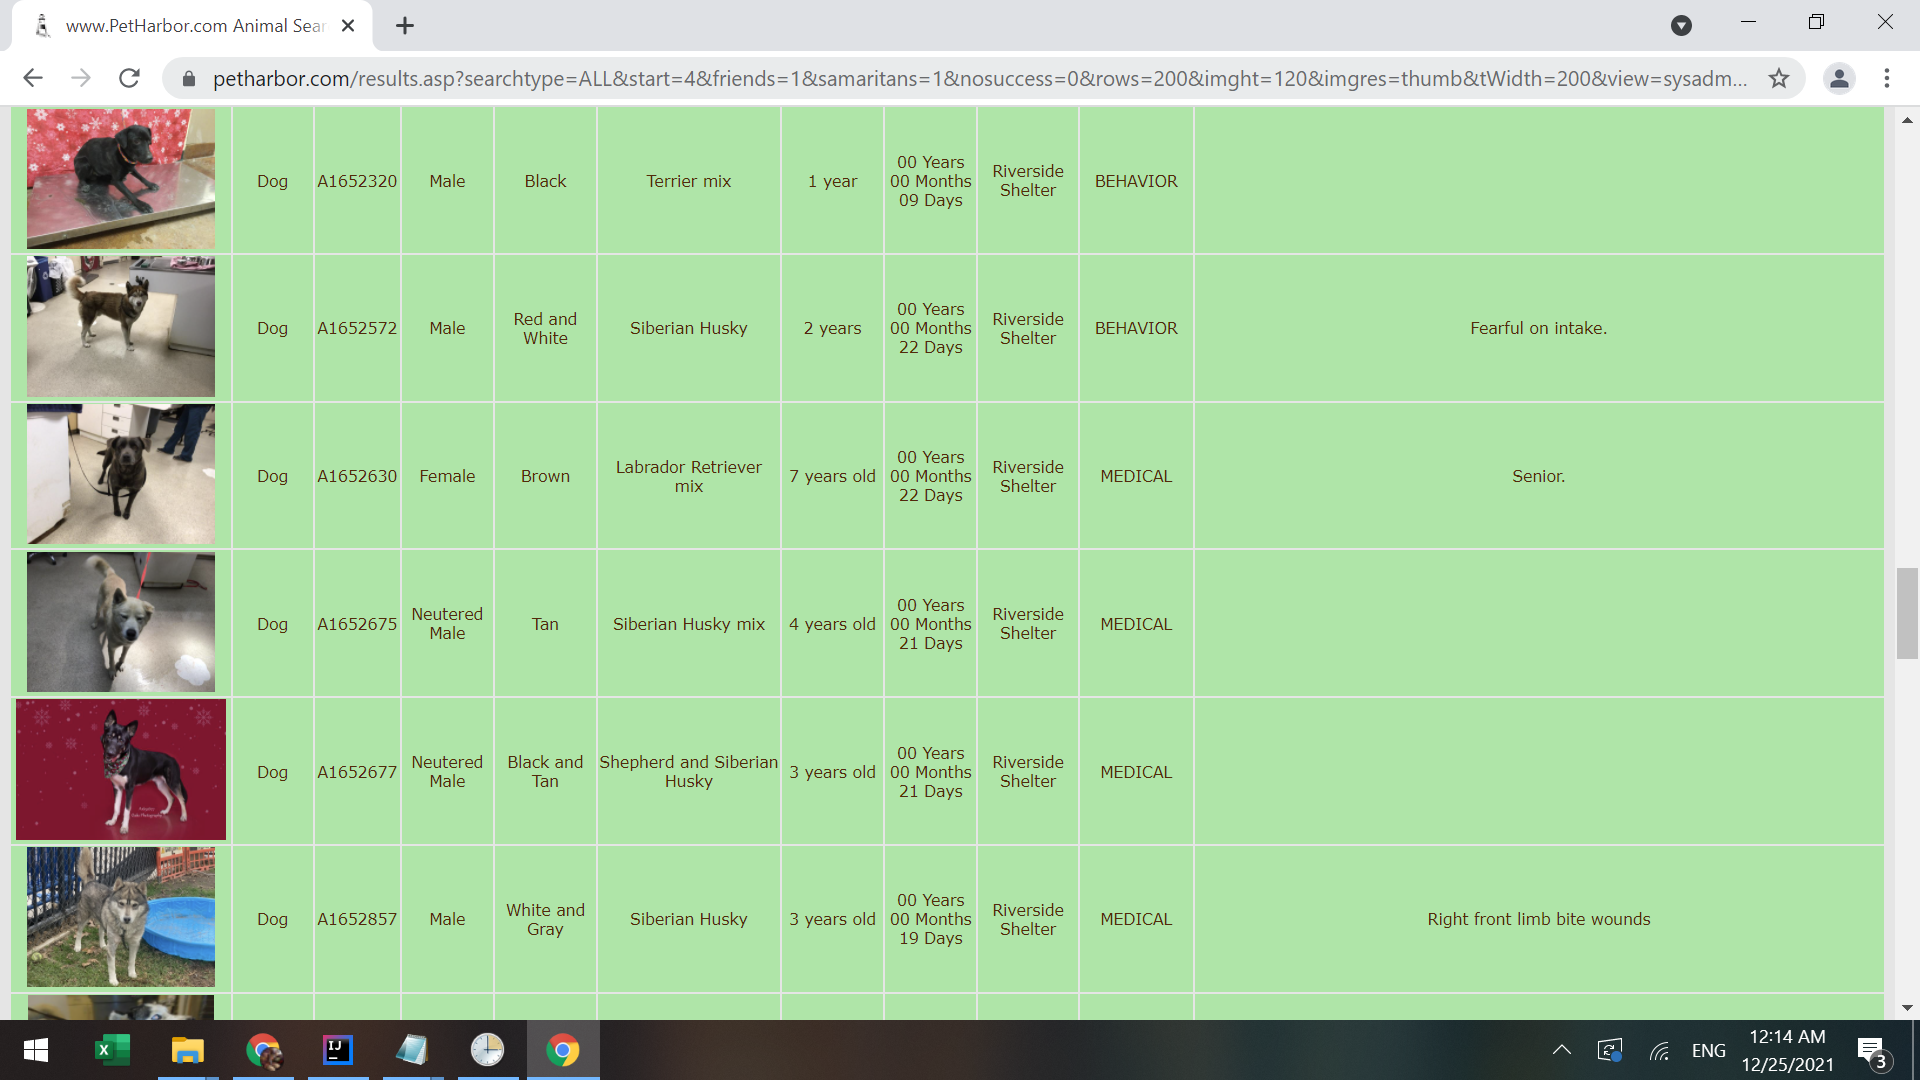 www.PetHarbor.com Animal Sear
petharbor.com/results.asp?searchtype=ALL&start=4&friends=1&samaritans=1&nosuccess=0&rows=200&imght=120&imgres=thumb&tWidth=200&view=sysadm...
Dog A1652320 Male Black Terrier mix 1 year 00 Years 00 Months 09 Days Riverside Shelter BEHAVIOR
Dog A1652572 Male Red and White Siberian Husky 2 years 00 Years 00 Months 22 Days Riverside Shelter BEHAVIOR Fearful on intake.
Dog A1652630 Female Brown Labrador Retriever mix 7 years old 00 Years 00 Months 22 Days Riverside Shelter MEDICAL Senior.
Dog A1652675 Neutered Male Tan Siberian Husky mix 4 years old 00 Years 00 Months 21 Days Riverside Shelter MEDICAL
Dog A1652677 Neutered Male Black and Tan Shepherd and Siberian Husky 3 years old 00 Years 00 Months 21 Days Riverside Shelter MEDICAL
Dog A1652857 Male White and Gray Siberian Husky 3 years old 00 Years 00 Months 19 Days Riverside Shelter MEDICAL Right front limb bite wounds
IJ
ENG
12:14 AM
12/25/2021
3